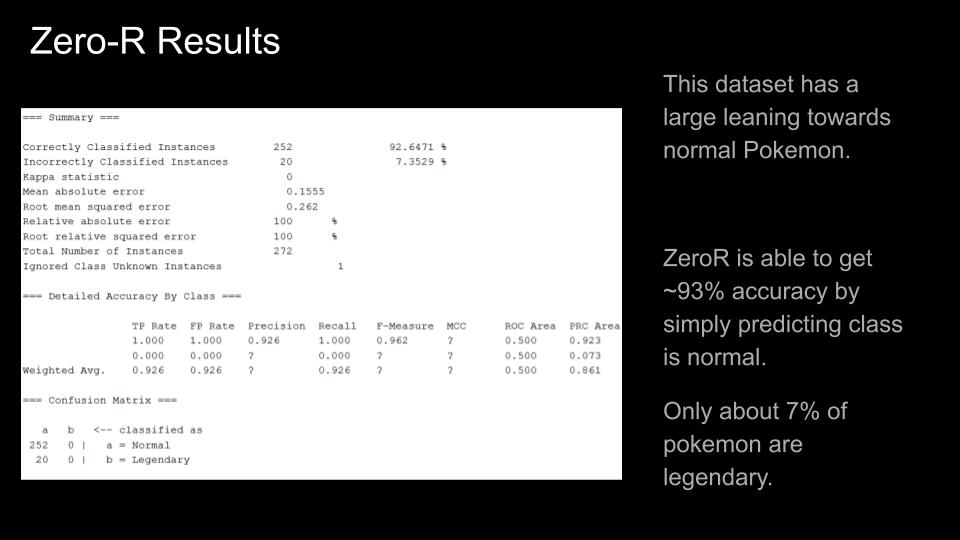 Zero-R Results
=== Summary ===
Correctly Classified Instances 252 92.6471 %
Incorrectly Classified Instances 20 7.3529 %
Kappa statistic 0
Mean absolute error 0.1555
Root mean squared error 0.262
Relative absolute error 100 %
Root relative squared error 100 %
Total Number of Instances 272
Ignored Class Unknown Instances 1
=== Detailed Accuracy By Class ===
TP Rate FP Rate Precision Recall F-Measure MCC ROC Area PRC Area
1.000 1.000 0.926 1.000 0.962 ? 0.500 0.923
0.000 0.000 ? 0.000 ? ? 0.500 0.073
Weighted Avg. 0.926 0.926 ? 0.926 ? ? 0.500 0.861
=== Confusion Matrix ===
a b <-- classified as
252 0 | a = Normal
20 0 | b = Legendary
This dataset has a
large leaning towards
normal Pokemon.
ZeroR is able to get
~93% accuracy by
simply predicting class
is normal.
Only about 7% of
pokemon are
legendary.